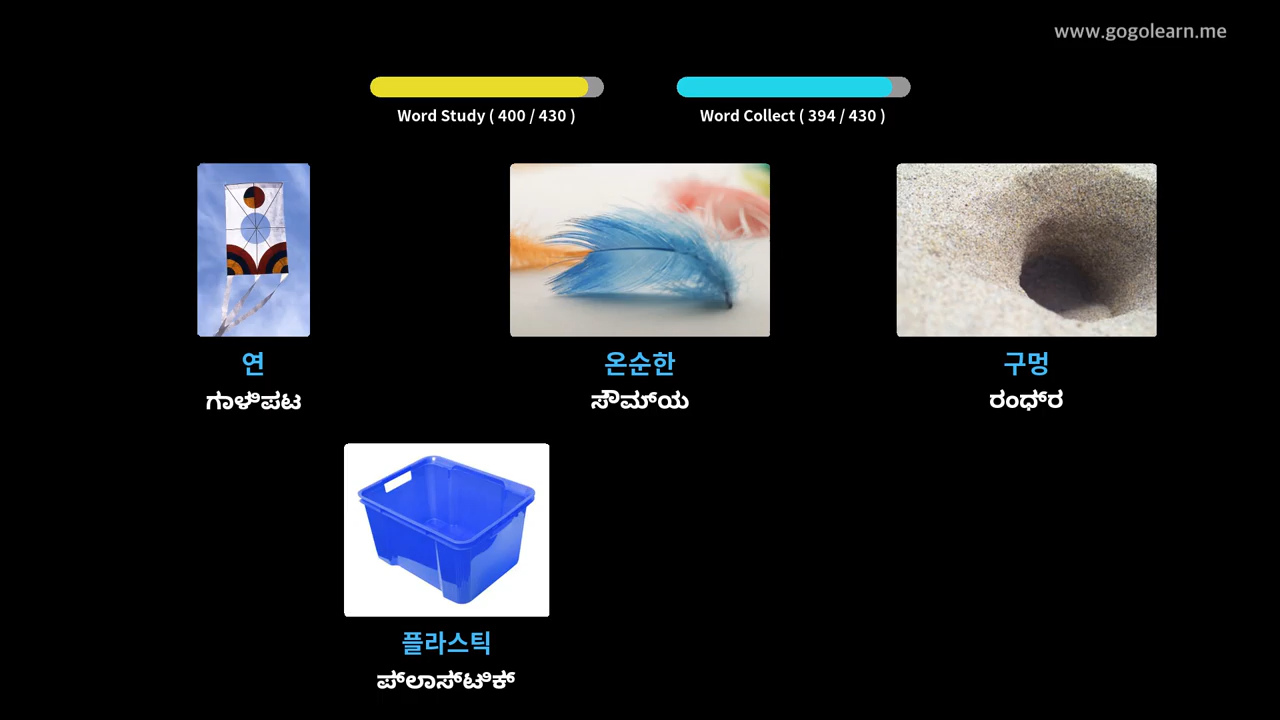 www.gogolearn.me
Word Study ( 400 / 430 )
Word Collect ( 394 / 430 )
연
ಗಾಳಿಪಟ
온순한
ಸೌಮ್ಯ
구멍
ರಂಧ್ರ
플라스틱
ಪ್ಲಾಸ್ಟಿಕ್